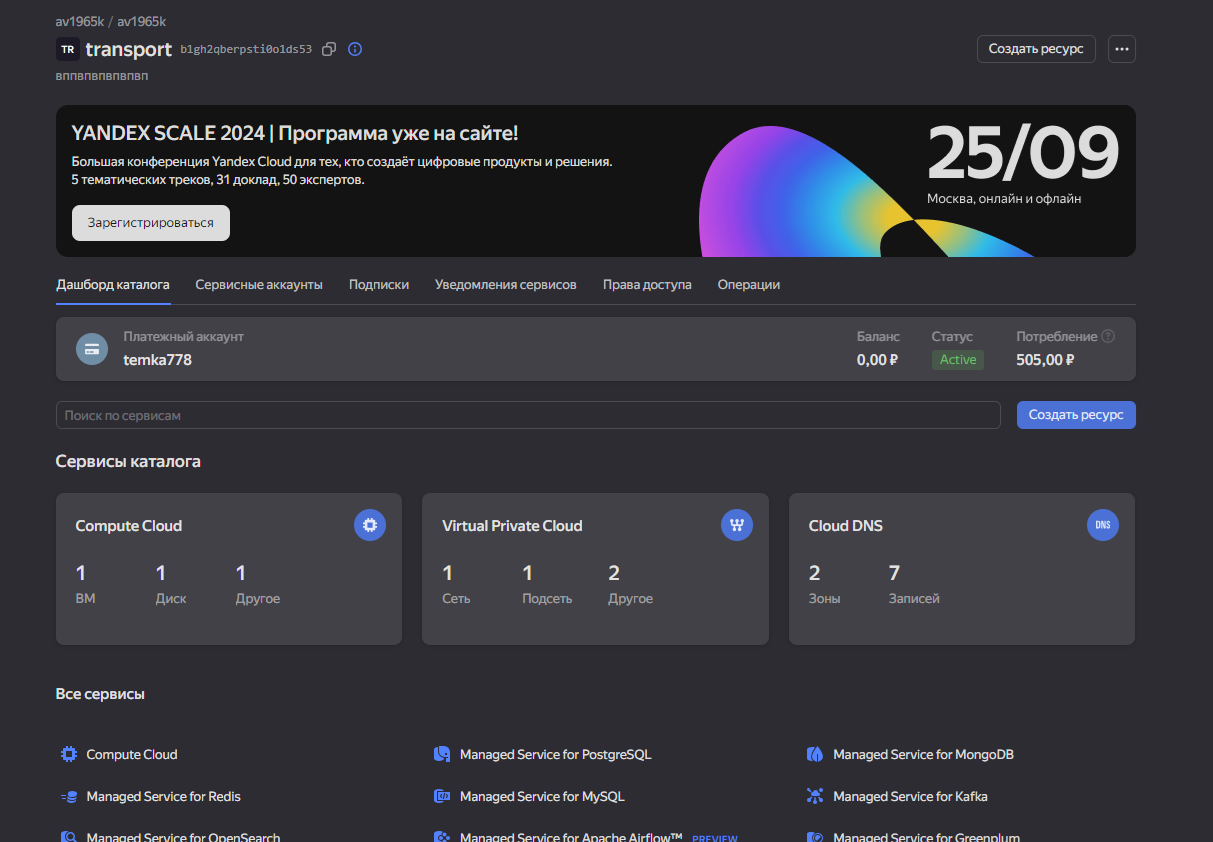 av1965k / av1965k
TR transport b1gh2qberpsti0o1ds53
Создать ресурс
вппвпвпвпвпвп
YANDEX SCALE 2024 | Программа уже на сайте!
Большая конференция Yandex Cloud для тех, кто создаёт цифровые продукты и решения.
5 тематических треков, 31 доклад, 50 экспертов.
Зарегистрироваться
25/09
Москва, онлайн и офлайн
Дашборд каталога Сервисные аккаунты Подписки Уведомления сервисов Права доступа Операции
Платежный аккаунт Баланс Статус Потребление
temka778 0,00 ₽ Active 505,00 ₽
Поиск по сервисам Создать ресурс
Сервисы каталога
Compute Cloud
1 1 1
ВМ Диск Другое
Virtual Private Cloud
1 1 2
Сеть Подсеть Другое
Cloud DNS DNS
2 7
Зоны Записей
Все сервисы
Compute Cloud Managed Service for PostgreSQL Managed Service for MongoDB
Managed Service for Redis Managed Service for MySQL Managed Service for Kafka
Managed Service for OpenSearch Managed Service for Apache Airflow™ PREVIEW Managed Service for Greenplum